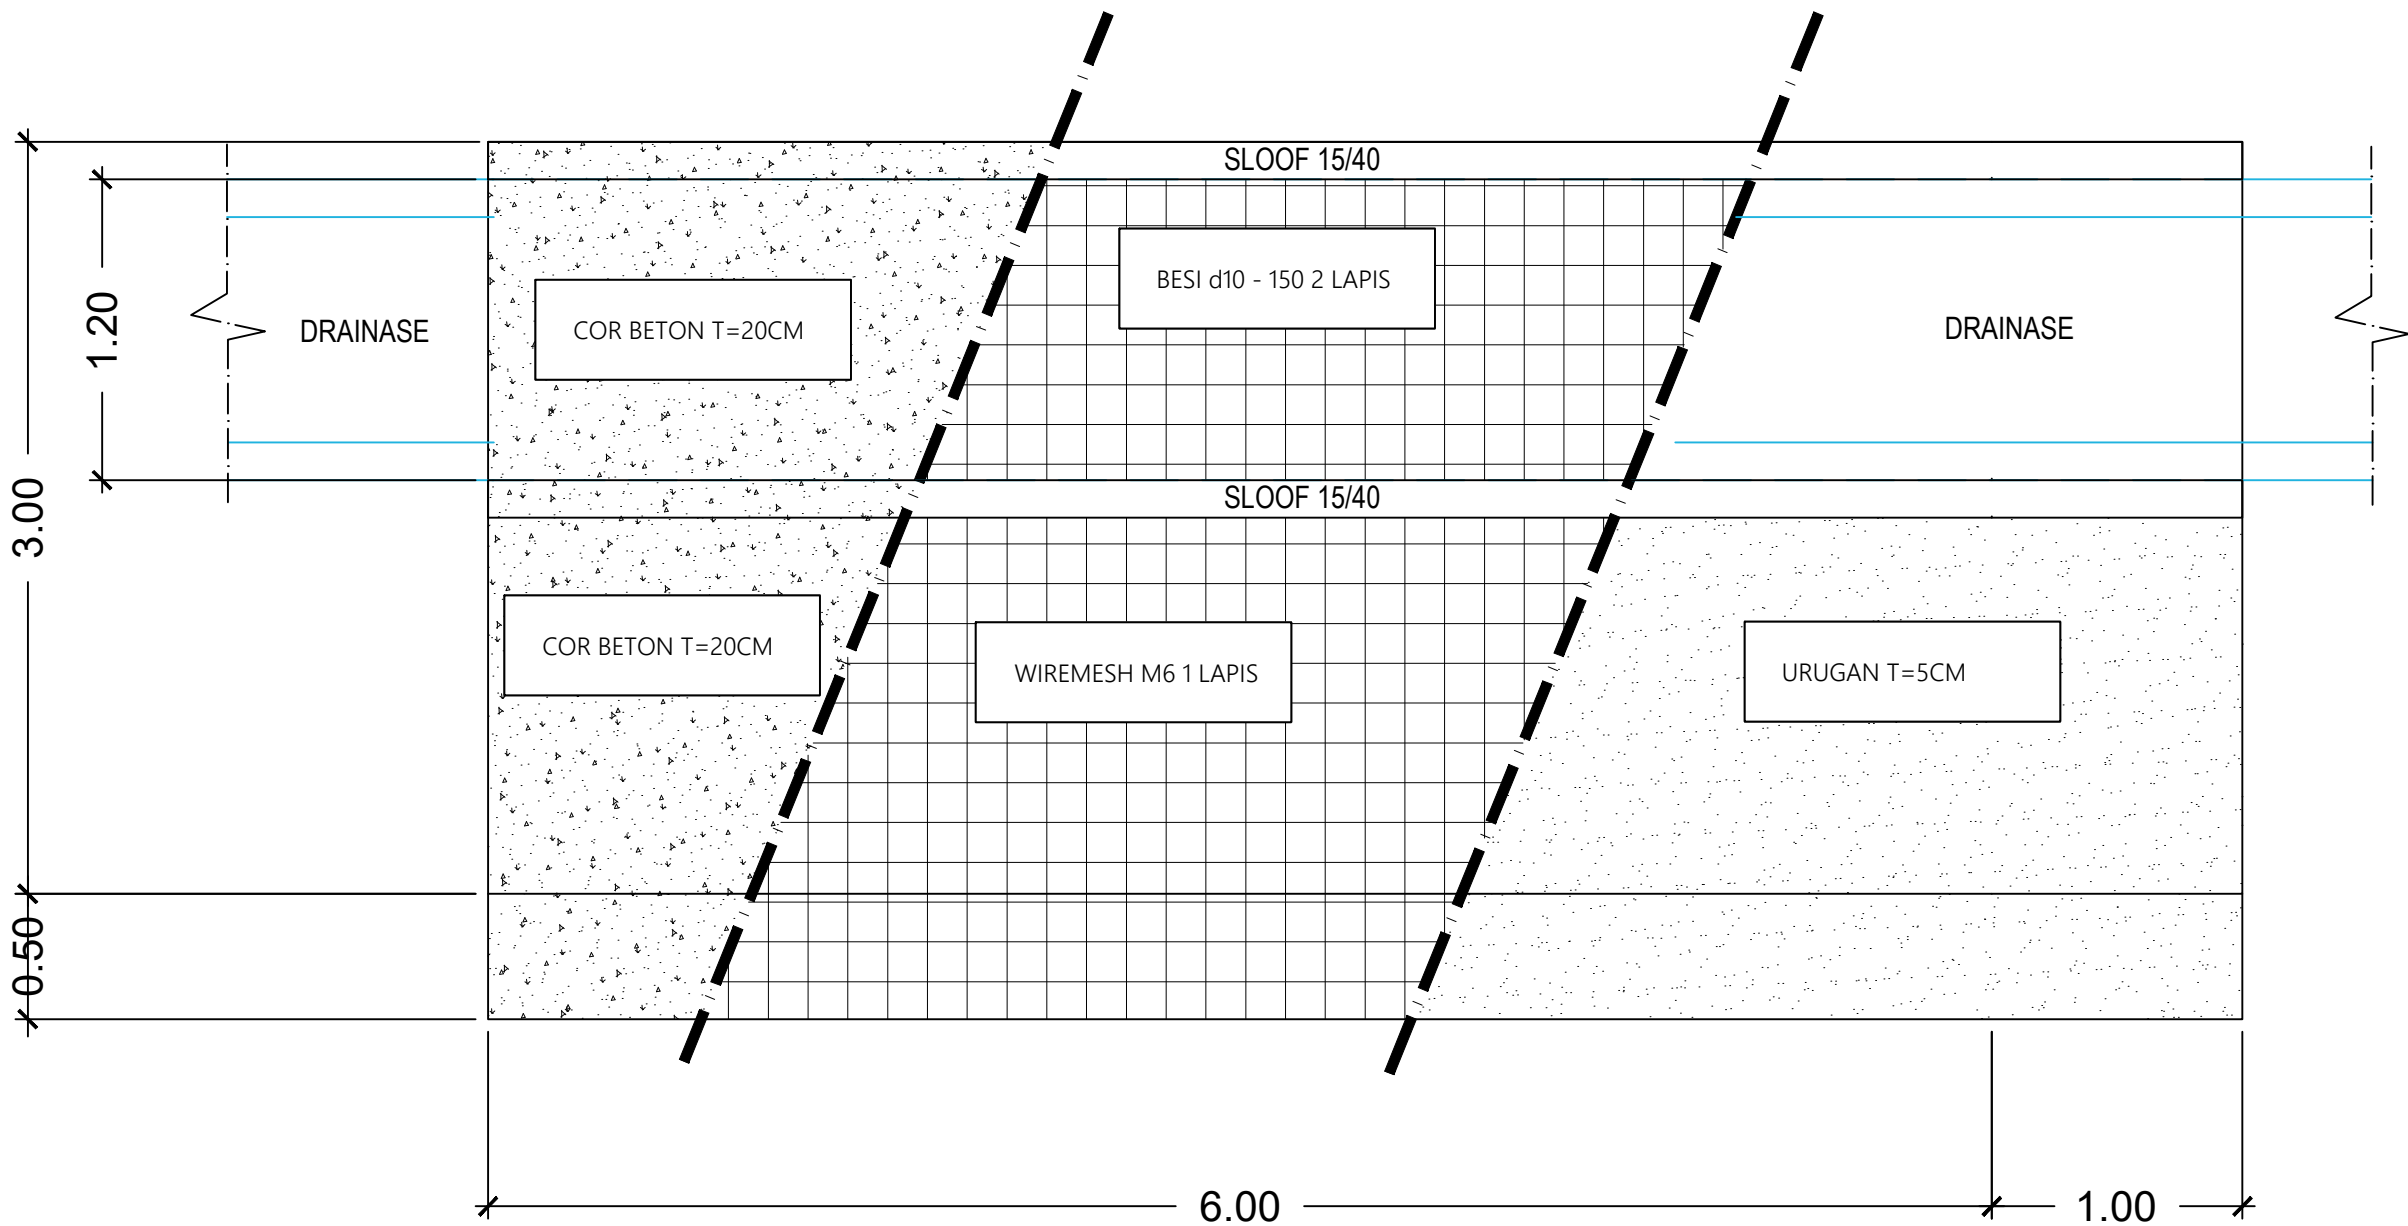 SLOOF 15/40
BESI d10 - 150 2 LAPIS
1.20
DRAINASE
COR BETON T=20CM
DRAINASE
3.00
SLOOF 15/40
COR BETON T=20CM
WIREMESH M6 1 LAPIS
URUGAN T=5CM
0.50
6.00
1.00